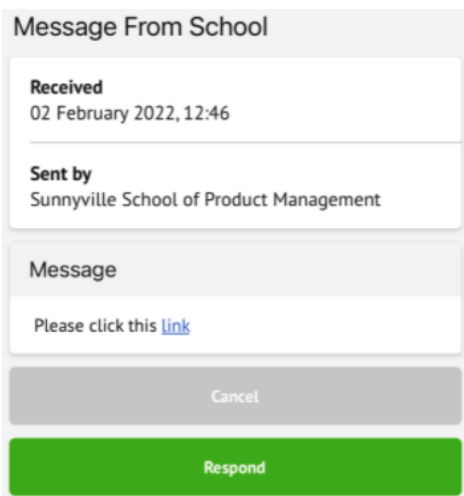 Message From School
Received
02 February 2022, 12:46
Sent by
Sunnyville School of Product Management
Message
Please click this link
Cancel
Respond